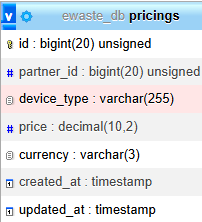 v ewaste_db pricings
id : bigint(20) unsigned
# partner_id : bigint(20) unsigned
device_type : varchar(255)
# price : decimal(10,2)
currency : varchar(3)
created_at : timestamp
updated_at : timestamp